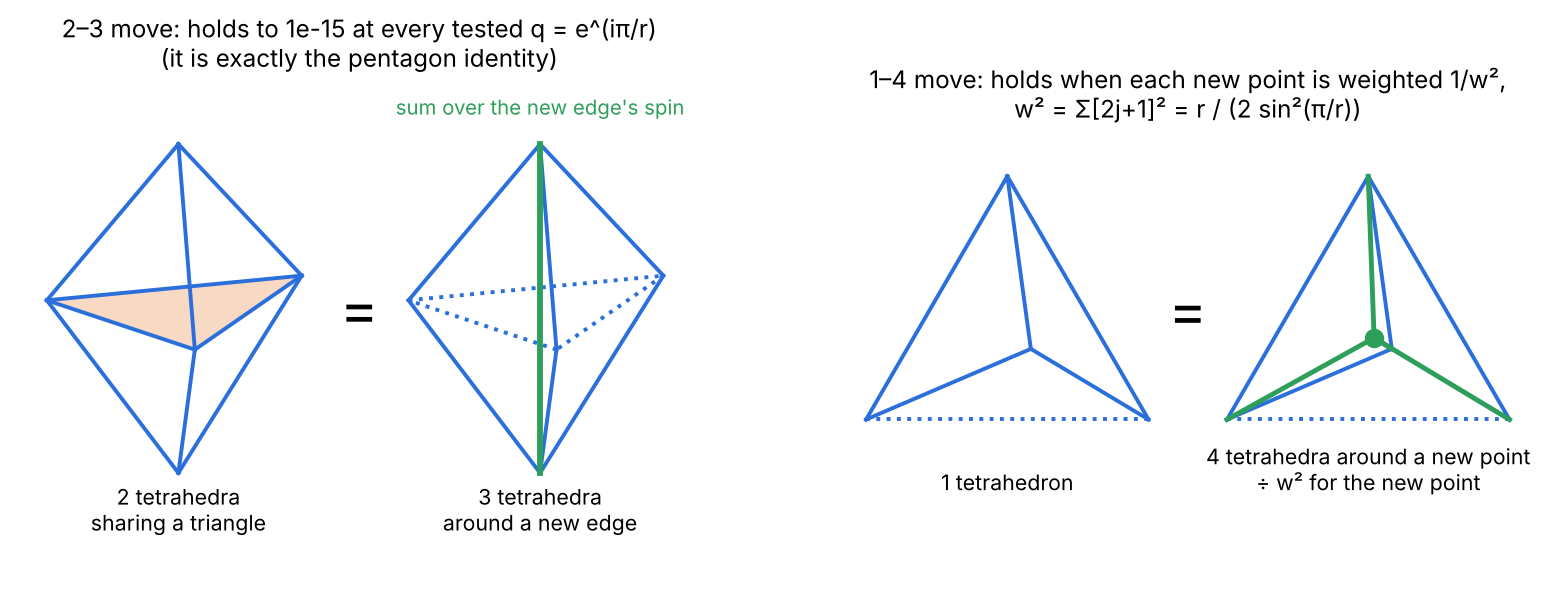 2–3 move: holds to 1e-15 at every tested q = e^(iπ/r)
(it is exactly the pentagon identity)
sum over the new edge's spin
=
2 tetrahedra
sharing a triangle
3 tetrahedra
around a new edge
1–4 move: holds when each new point is weighted 1/w²,
w² = Σ[2j+1]² = r / (2 sin²(π/r))
=
1 tetrahedron
4 tetrahedra around a new point
÷ w² for the new point